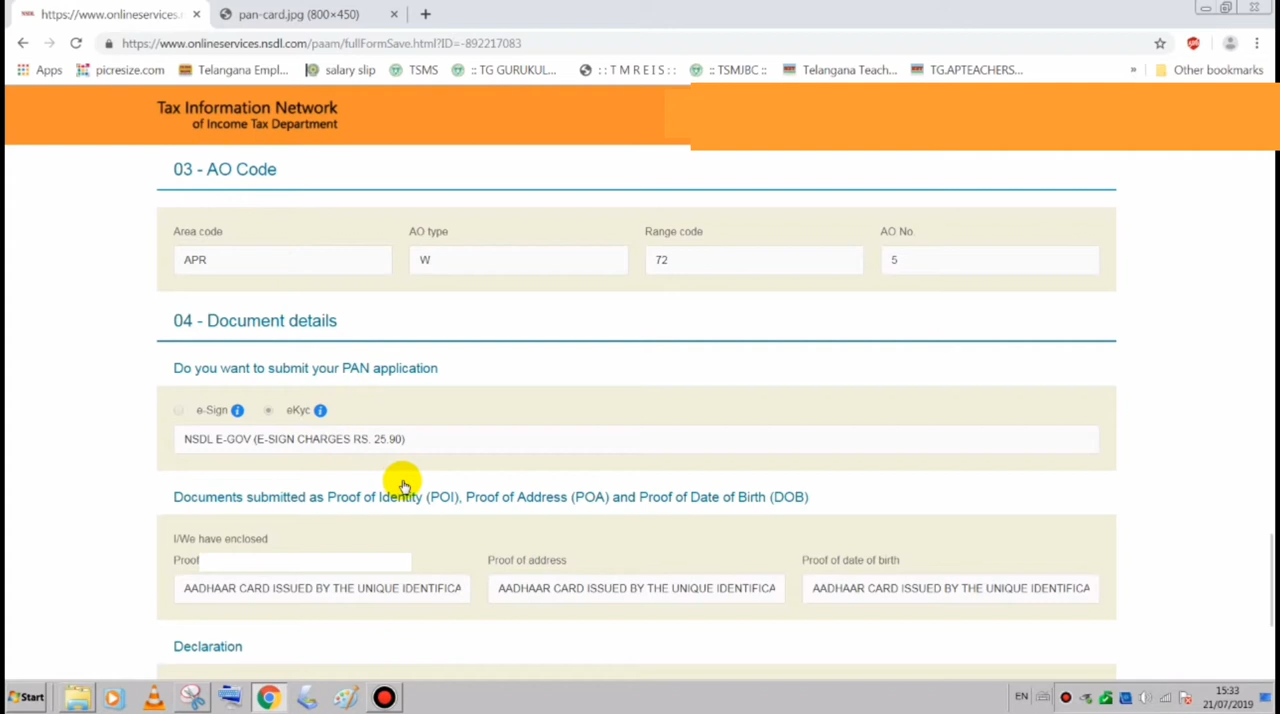 https://www.onlineservices.n
pan-card.jpg (800×450)
https://www.onlineservices.nsdl.com/paam/fullFormSave.html?ID=-892217083
Apps picresize.com Telangana Empl... salary slip TSMS :: TG GURUKUL... : : T M R E I S : : :: TSMJBC :: Telangana Teach... TG.APTEACHERS... » Other bookmarks
Tax Information Network
of Income Tax Department
03 - AO Code
Area code AO type Range code AO No
APR W 72 5
04 - Document details
Do you want to submit your PAN application
e-Sign i eKyc i
NSDL E-GOV (E-SIGN CHARGES RS. 25.90)
Documents submitted as Proof of Identity (POI), Proof of Address (POA) and Proof of Date of Birth (DOB)
I/We have enclosed
Proof Proof of address Proof of date of birth
AADHAAR CARD ISSUED BY THE UNIQUE IDENTIFICA AADHAAR CARD ISSUED BY THE UNIQUE IDENTIFICA AADHAAR CARD ISSUED BY THE UNIQUE IDENTIFICA
Declaration
Start EN 15:33
21/07/2019